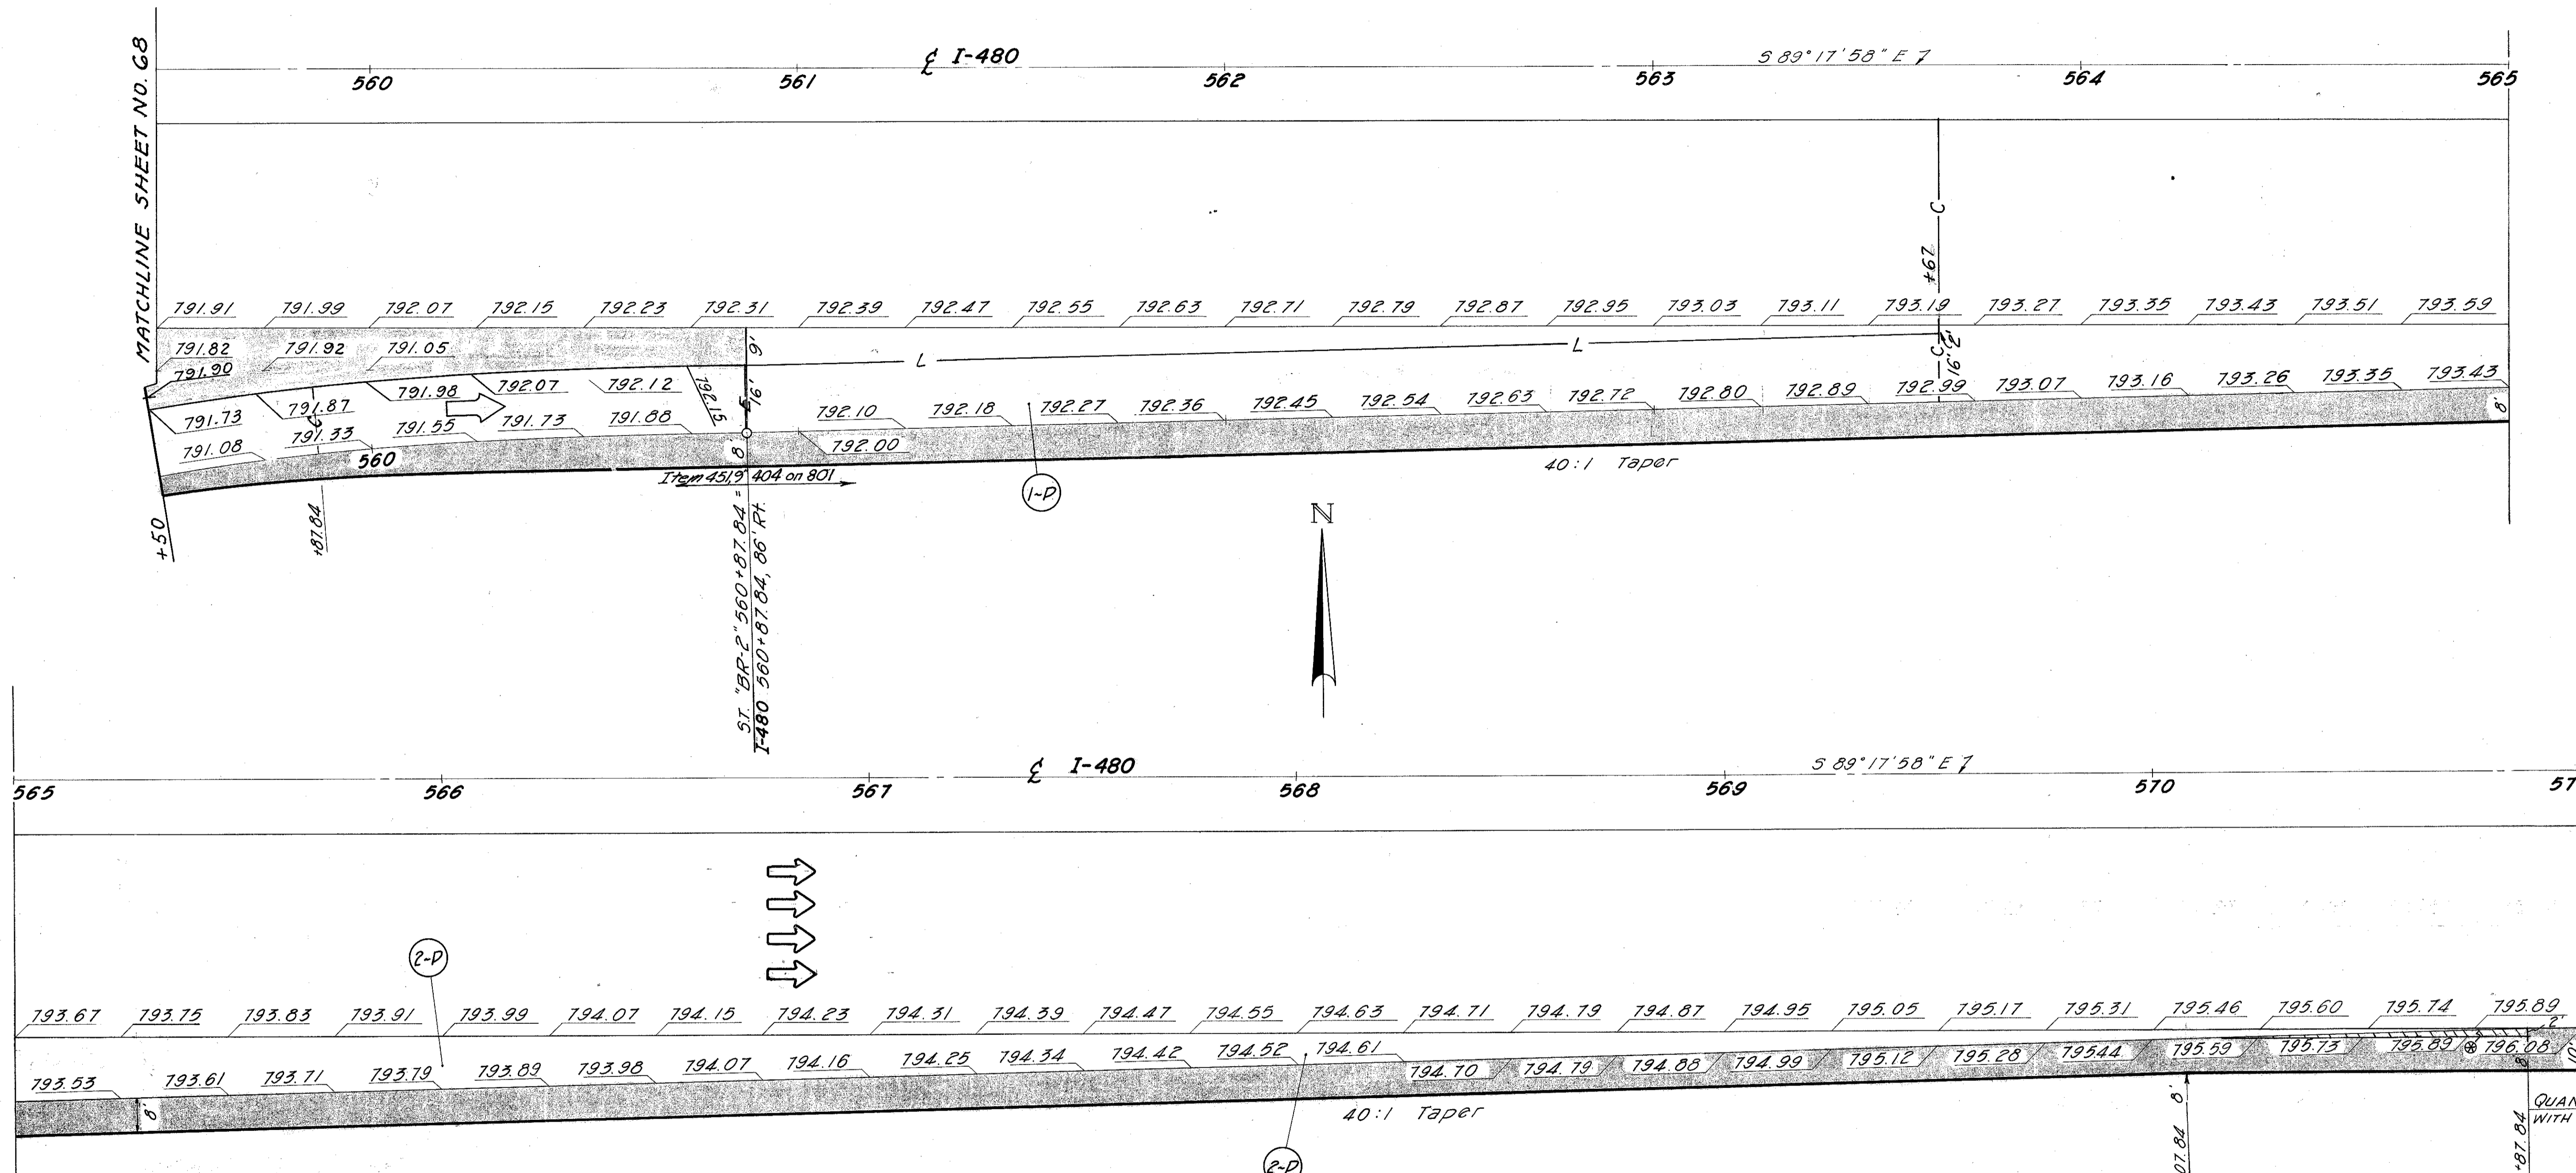 MATCHLINE SHEET NO. 68
℄ I-480
S 89° 17' 58" E
560 561 562 563 564 565
C
+67
791.91 791.99 792.07 792.15 792.23 792.31 792.39 792.47 792.55 792.63 792.71 792.79 792.87 792.95 793.03 793.11 793.19 793.27 793.35 793.43 793.51 793.59
791.82 791.92 791.05
9'
L
L
C
2'
16'
791.90
791.98 792.07 792.12 792.15
16'
791.73 791.87
792.10 792.18 792.27 792.36 792.45 792.54 792.63 792.72 792.80 792.89 792.99 793.07 793.16 793.26 793.35 793.43
8'
791.08 791.33 791.55 791.73 791.88
8'
792.00
560
Item 451, 9" 404 on 801
40:1 Taper
1-D
+50
+87.84
S.T. "BR-2" 560+87.84 =
I-480 560+87.84, 86' Rt.
N
℄ I-480
S 89° 17' 58" E
565 566 567 568 569 570 57
2-D
793.67 793.75 793.83 793.91 793.99 794.07 794.15 794.23 794.31 794.39 794.47 794.55 794.63 794.71 794.79 794.87 794.95 795.05 795.17 795.31 795.46 795.60 795.74 795.89
2'
793.53 793.61 793.71 793.79 793.89 793.98 794.07 794.16 794.25 794.34 794.42 794.52 794.61
794.70 794.79 794.88 794.99 795.12 795.28 795.44 795.59 795.73 795.89 796.08
8'
8'
10'
40:1 Taper
8'
07.84
+87.84
QUAN
WITH
2-D